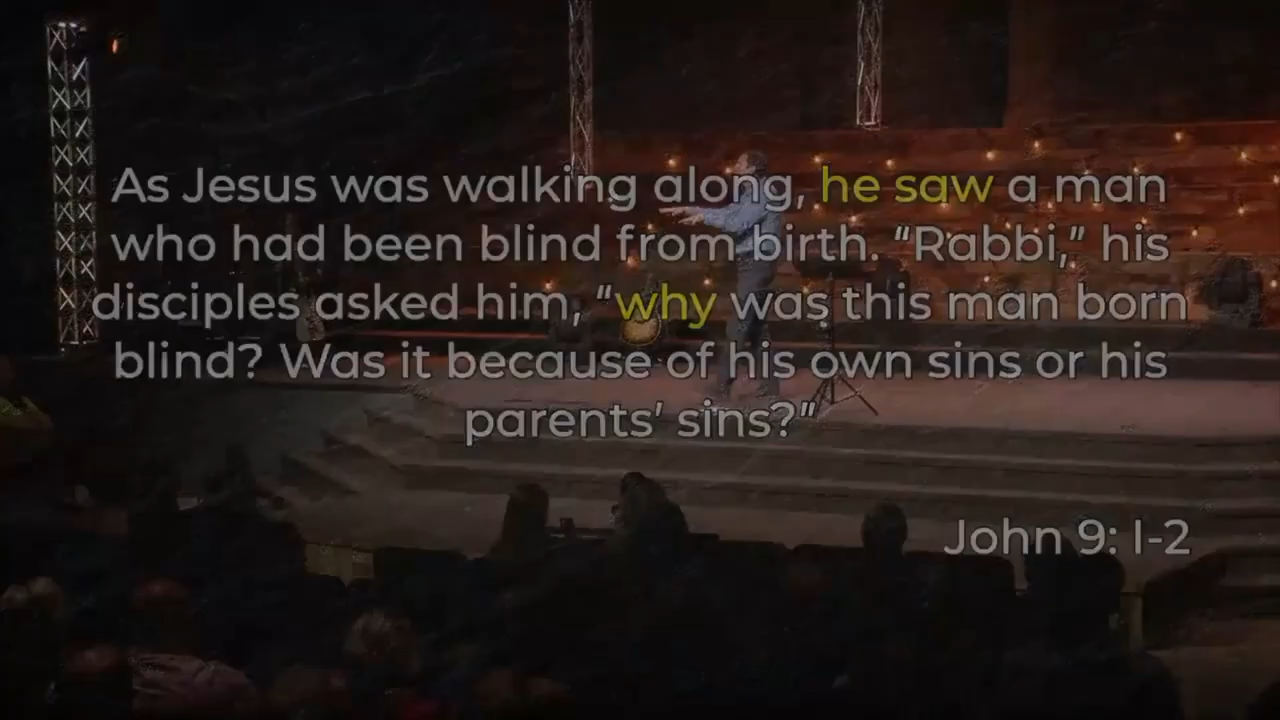 As Jesus was walking along, he saw a man
who had been blind from birth. “Rabbi,” his
disciples asked him, “why was this man born
blind? Was it because of his own sins or his
parents’ sins?”
John 9: 1-2